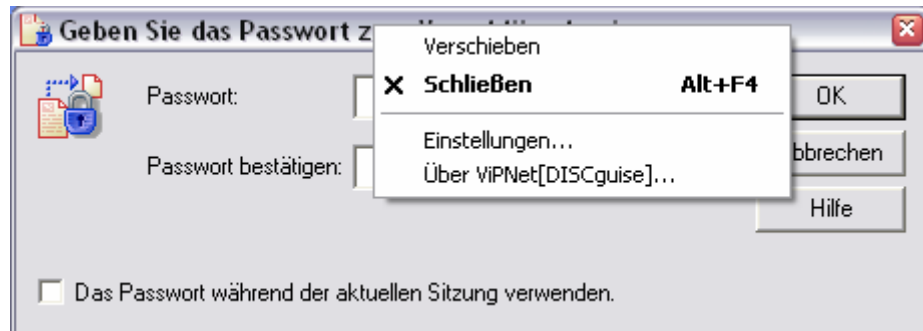 Geben Sie das Passwort
Verschieben
Schließen Alt+F4
Einstellungen...
Über ViPNet[DISCguise]...
Passwort:
Passwort bestätigen:
OK
Hilfe
Das Passwort während der aktuellen Sitzung verwenden.